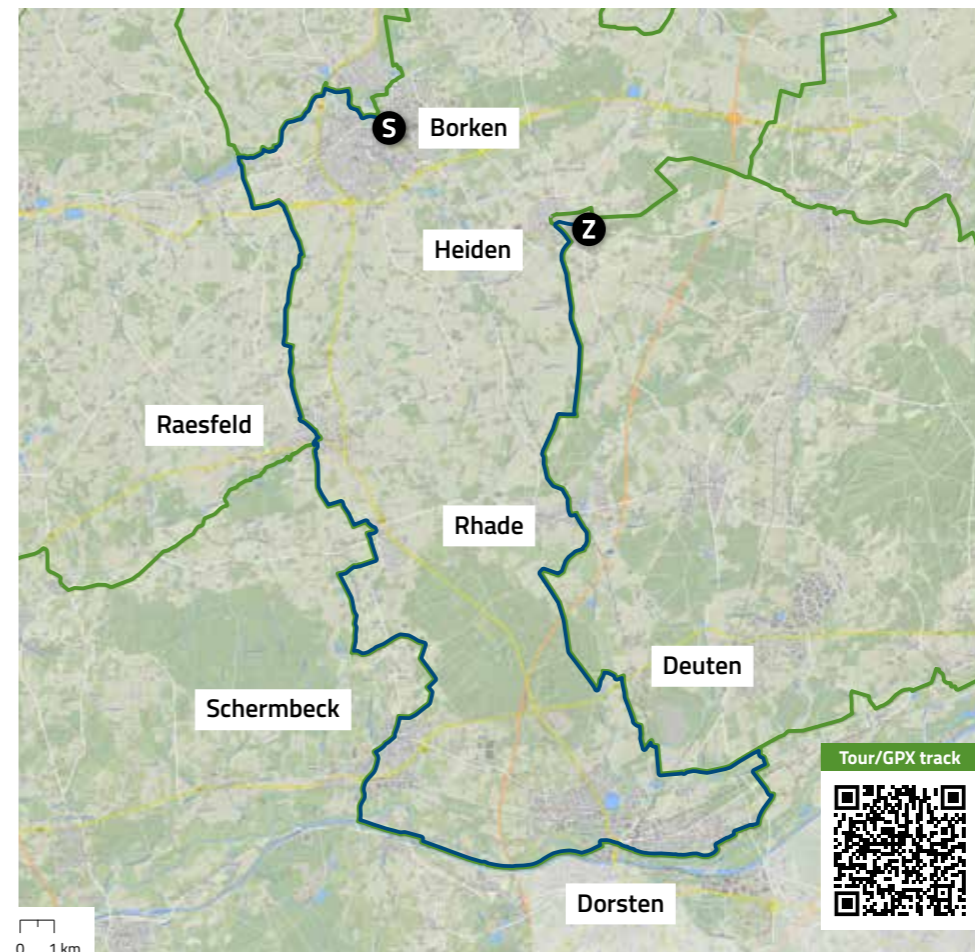 S
Borken
Z
Heiden
Raesfeld
Rhade
Deuten
Schermbeck
Tour/GPX track
Dorsten
0 1 km